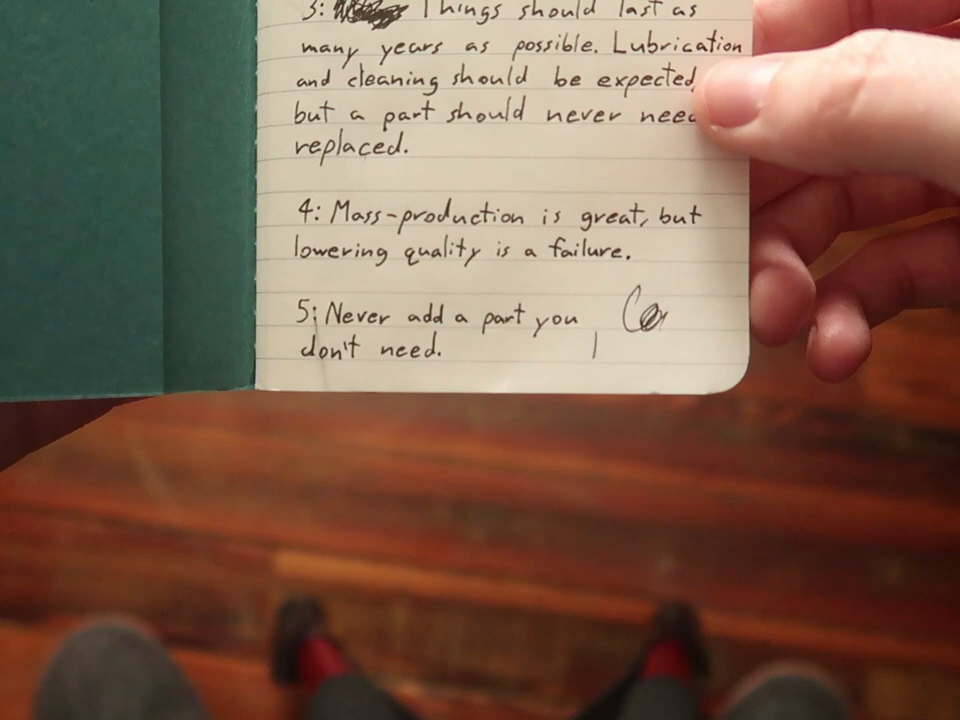 3: Things should last as
many years as possible. Lubrication
and cleaning should be expected
but a part should never need
replaced.
4: Mass-production is great, but
lowering quality is a failure.
5: Never add a part you
don't need.